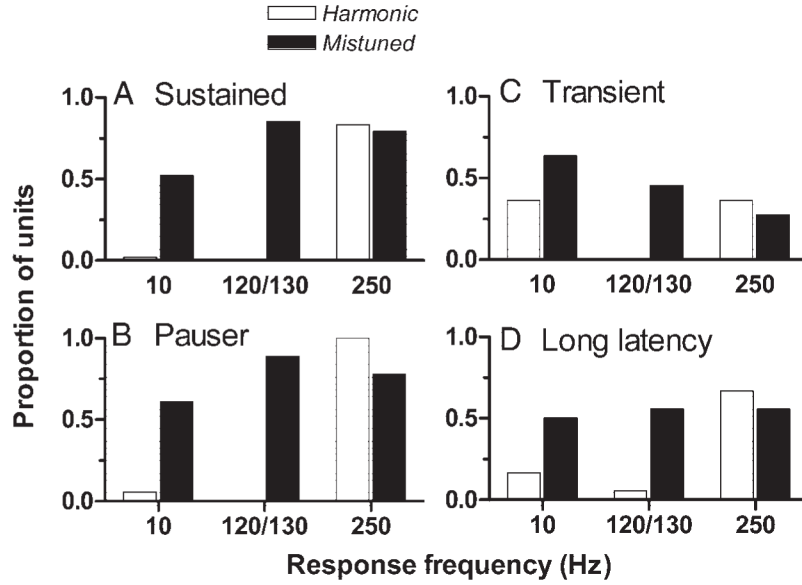 Harmonic
Mistuned
A Sustained
1.0
0.5
0.0
10 120/130 250
C Transient
1.0
0.5
0.0
10 120/130 250
B Pauser
1.0
0.5
0.0
10 120/130 250
D Long latency
1.0
0.5
0.0
10 120/130 250
Proportion of units
Response frequency (Hz)